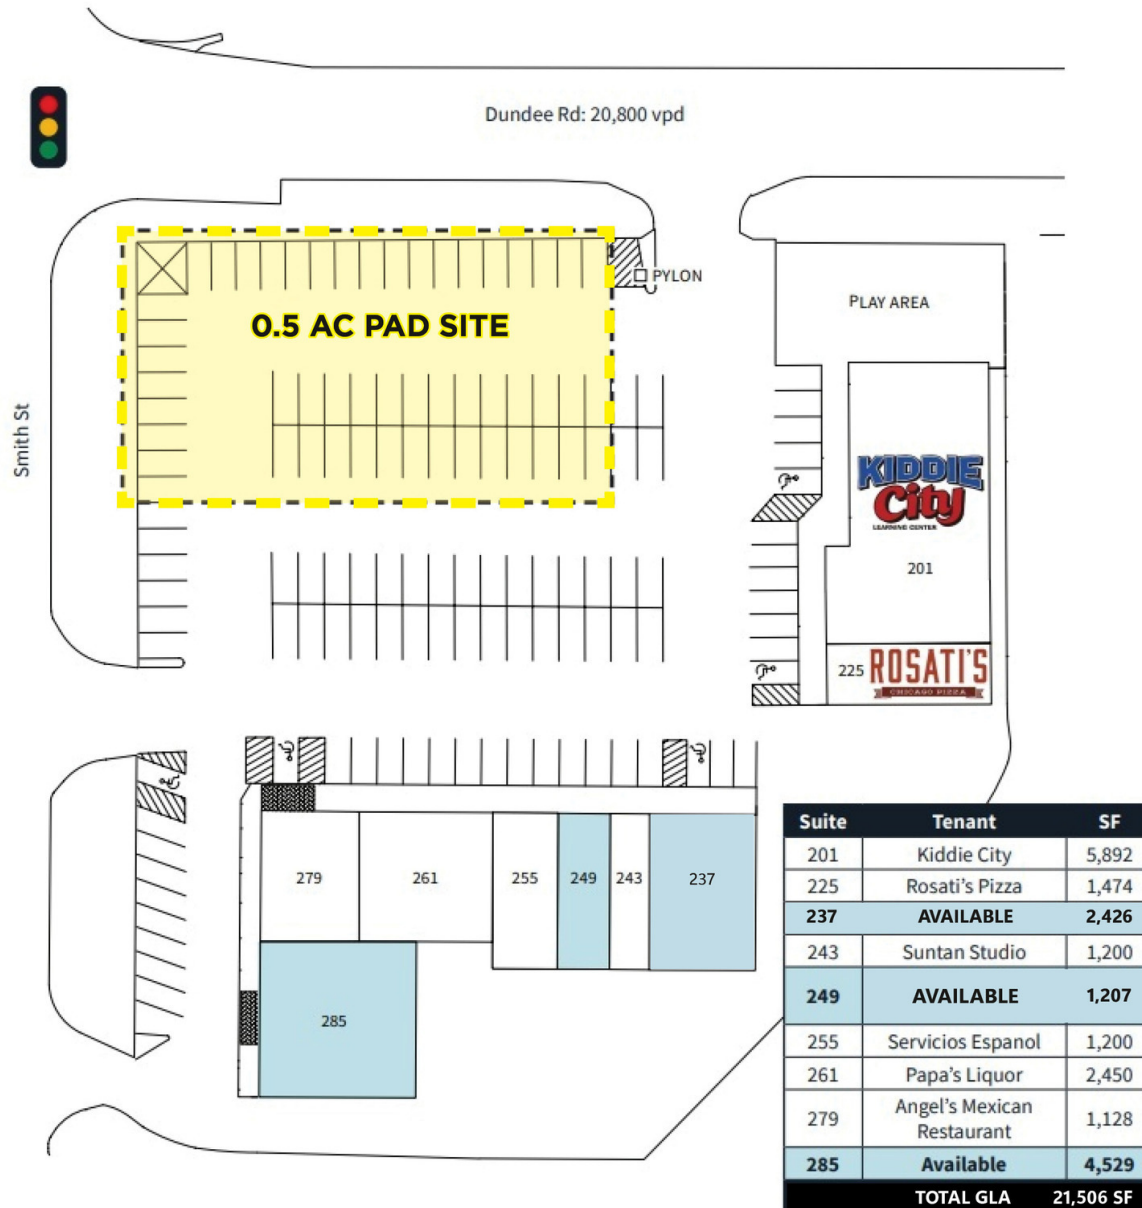 Dundee Rd: 20,800 vpd
PYLON
PLAY AREA
0.5 AC PAD SITE
Smith St
KIDDIE
City
LEARNING CENTER
201
225 ROSATI'S
CHICAGO PIZZA
279 261 255 249 243 237
285
Suite Tenant SF
201 Kiddie City 5,892
225 Rosati's Pizza 1,474
237 AVAILABLE 2,426
243 Suntan Studio 1,200
249 AVAILABLE 1,207
255 Servicios Espanol 1,200
261 Papa's Liquor 2,450
279 Angel's Mexican Restaurant 1,128
285 Available 4,529
TOTAL GLA 21,506 SF